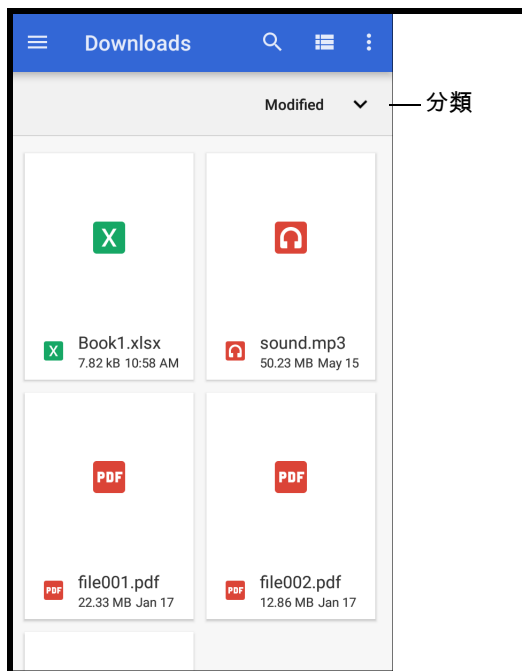 Downloads
Modified
分類
X
Book1.xlsx
7.82 kB 10:58 AM
sound.mp3
50.23 MB May 15
PDF
PDF
PDF file001.pdf
22.33 MB Jan 17
PDF file002.pdf
12.86 MB Jan 17